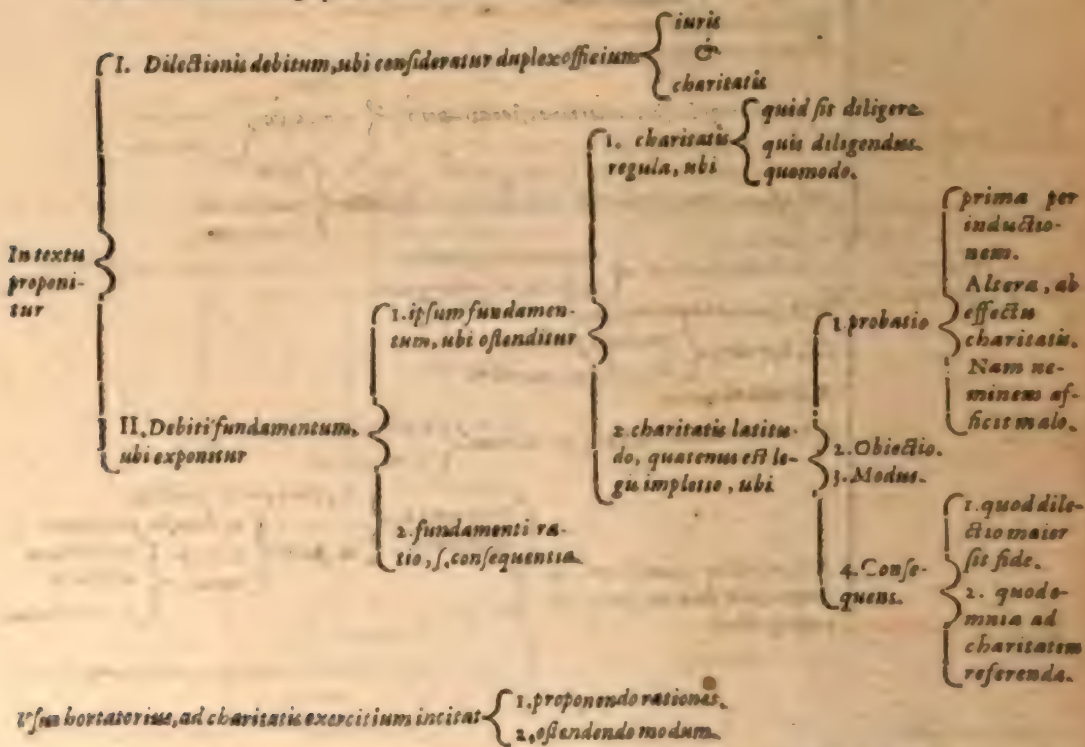 I. Dilectionis debitum, ubi consideratur duplex officium
iuris
&
charitatis
In textu
proponi-
tur
II. Debiti fundamentum,
ubi exponitur
1. ipsum fundamen-
tum, ubi ostenditur
1. charitatis
regula, ubi
quid sit diligere.
quis diligendus.
quomodo.
2. charitatis latitu-
do, quatenus est le-
gis impletio, ubi
1. probatio
prima per
inductio-
nem.
Altera, ab
effectu
charitatis.
Nam ne-
minem af-
ficit malo.
2. Obiectio.
3. Modus.
4. Conse-
quens.
1. quod dile-
ctio maior
sit fide.
2. quod o-
mnia ad
charitatem
referenda.
2. fundamenti ra-
tio, s. consequentia.
Usus hortatorius, ad charitatis exercitium incitat
1. proponendo rationes.
2. ostendendo modum.